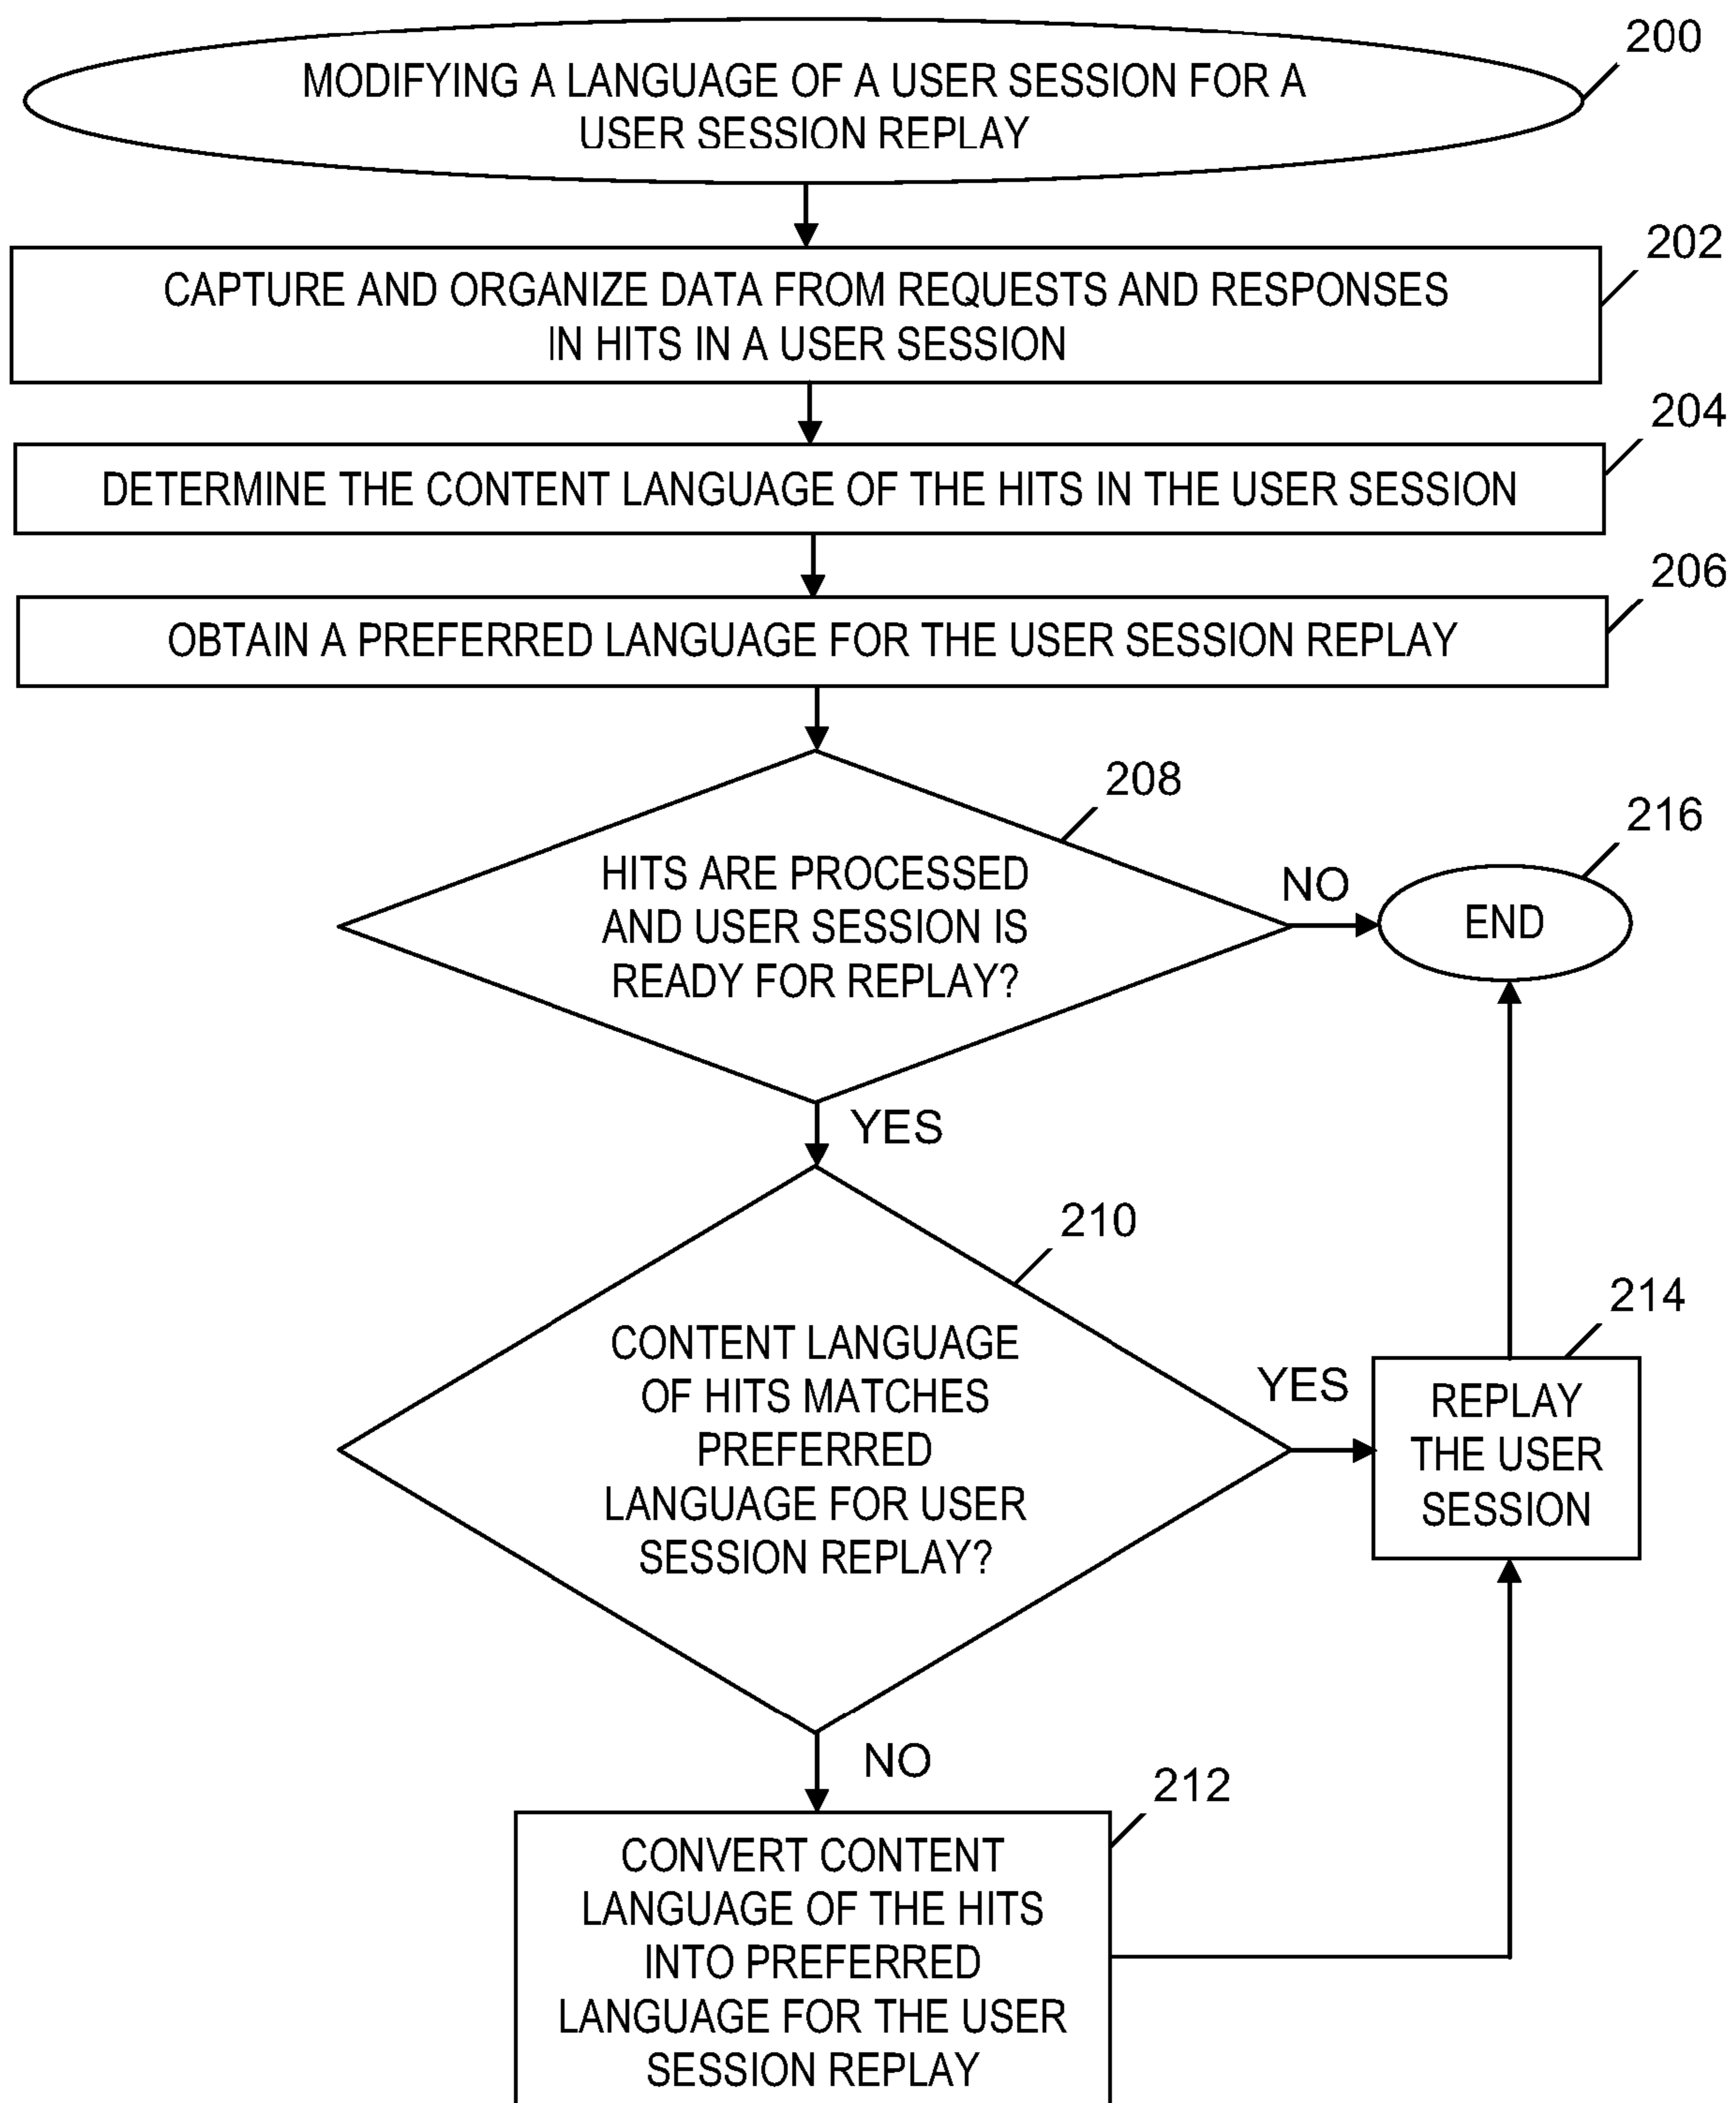 200
MODIFYING A LANGUAGE OF A USER SESSION FOR A
USER SESSION REPLAY
202
CAPTURE AND ORGANIZE DATA FROM REQUESTS AND RESPONSES
IN HITS IN A USER SESSION
204
DETERMINE THE CONTENT LANGUAGE OF THE HITS IN THE USER SESSION
206
OBTAIN A PREFERRED LANGUAGE FOR THE USER SESSION REPLAY
208
HITS ARE PROCESSED
AND USER SESSION IS
READY FOR REPLAY?
NO
216
END
YES
210
CONTENT LANGUAGE
OF HITS MATCHES
PREFERRED
LANGUAGE FOR USER
SESSION REPLAY?
YES
214
REPLAY
THE USER
SESSION
NO
212
CONVERT CONTENT
LANGUAGE OF THE HITS
INTO PREFERRED
LANGUAGE FOR THE USER
SESSION REPLAY